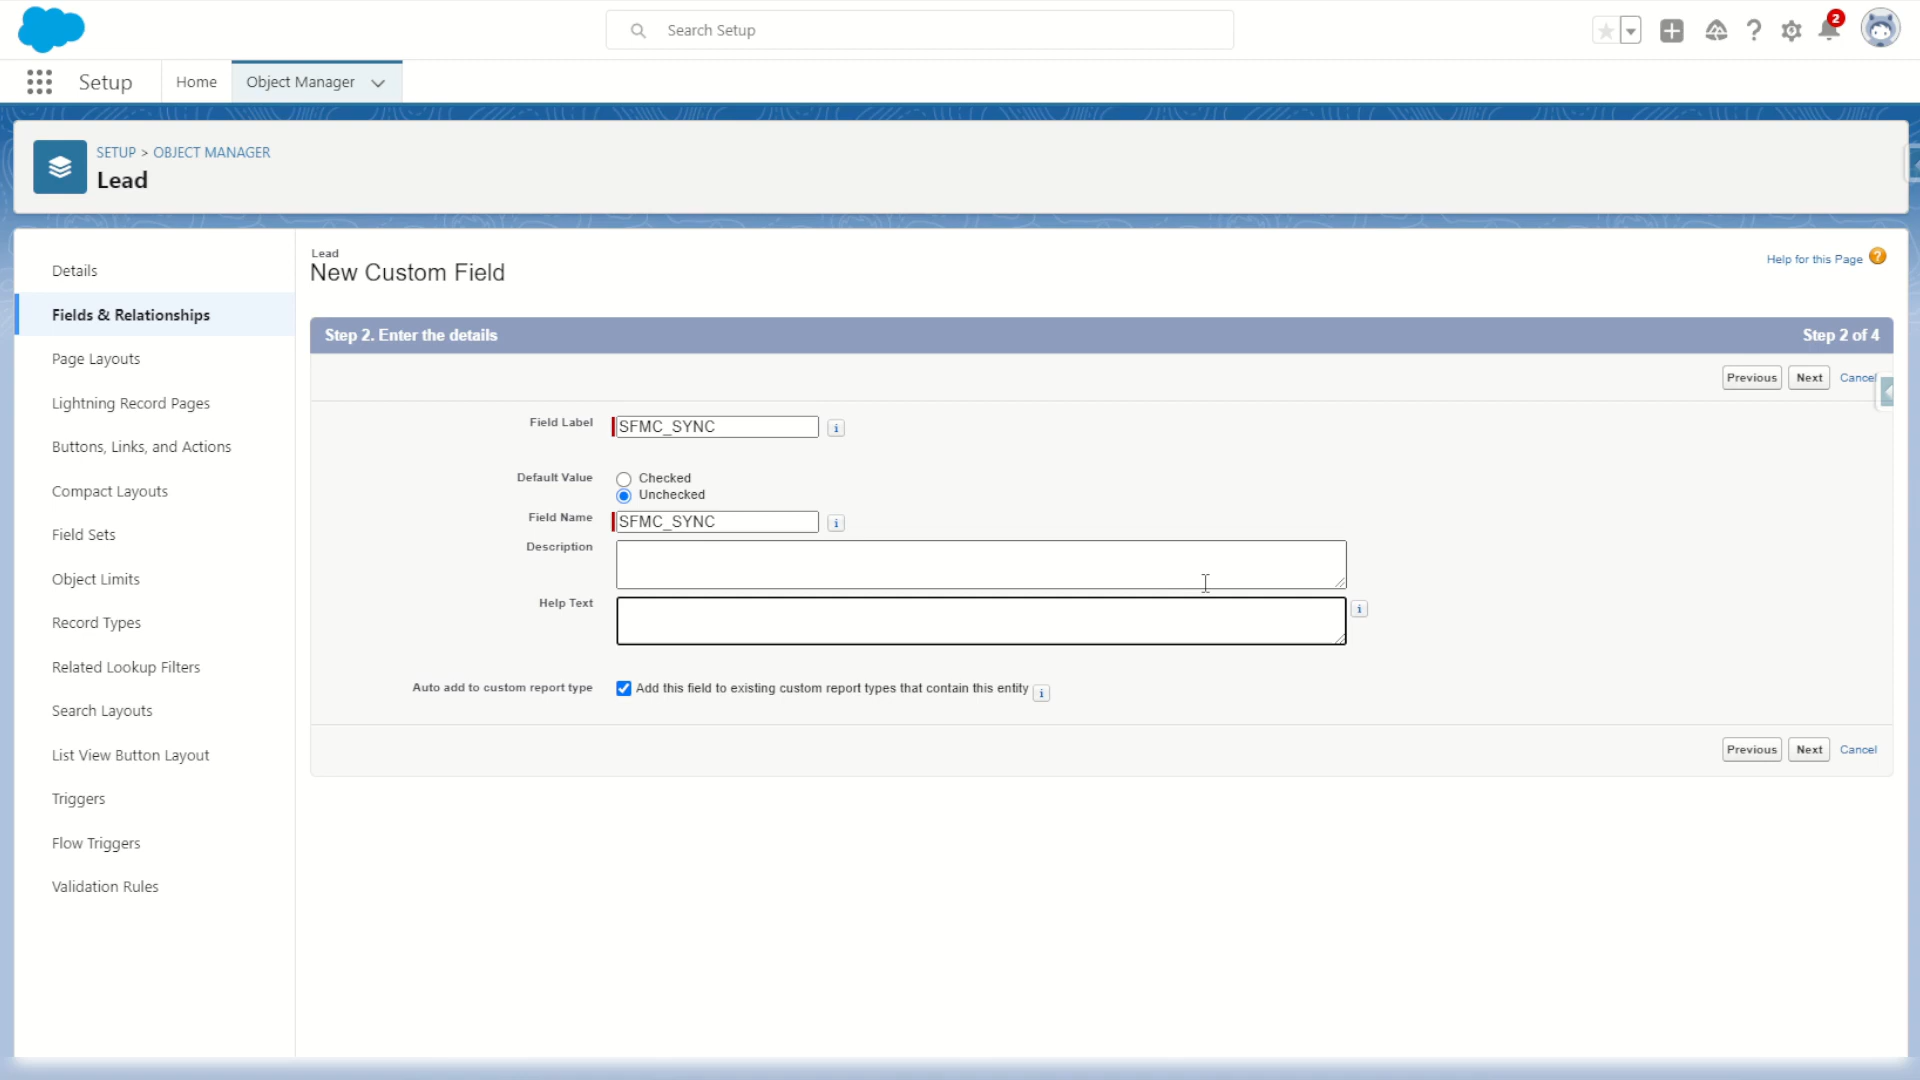 Search Setup
2
Setup
Home
Object Manager
SETUP > OBJECT MANAGER
Lead
Details
Fields & Relationships
Page Layouts
Lightning Record Pages
Buttons, Links, and Actions
Compact Layouts
Field Sets
Object Limits
Record Types
Related Lookup Filters
Search Layouts
List View Button Layout
Triggers
Flow Triggers
Validation Rules
Lead
New Custom Field
Help for this Page ?
Step 2. Enter the details
Step 2 of 4
Previous Next Cancel
Field Label SFMC_SYNC i
Default Value Checked
Unchecked
Field Name SFMC_SYNC i
Description
Help Text i
Auto add to custom report type Add this field to existing custom report types that contain this entity i
Previous Next Cancel